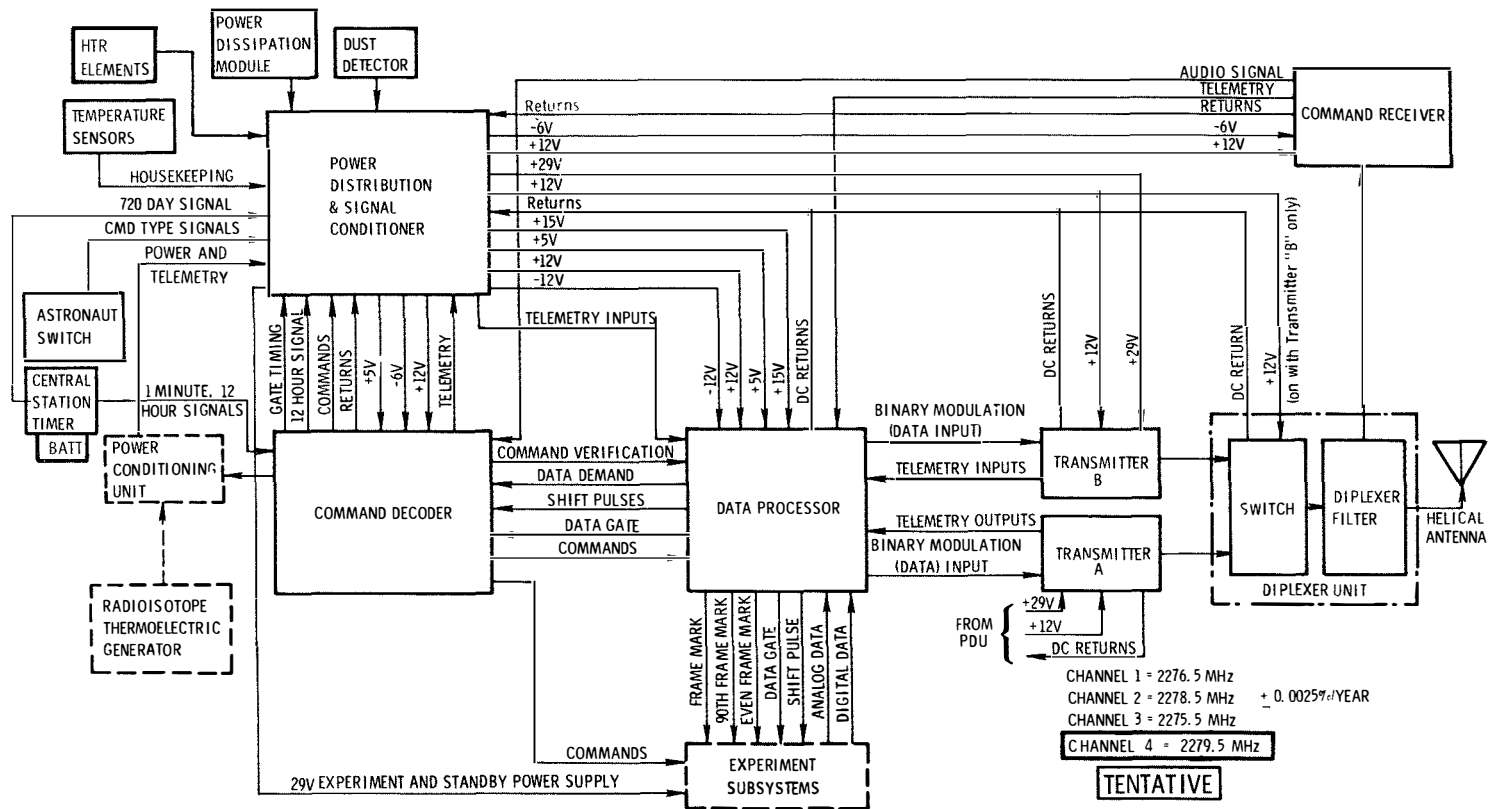 HTR
ELEMENTS
POWER
DISSIPATION
MODULE
DUST
DETECTOR
TEMPERATURE
SENSORS
HOUSEKEEPING
720 DAY SIGNAL
CMD TYPE SIGNALS
POWER AND
TELEMETRY
ASTRONAUT
SWITCH
CENTRAL
STATION
TIMER
BATT
1 MINUTE, 12
HOUR SIGNALS
POWER
CONDITIONING
UNIT
RADIOISOTOPE
THERMOELECTRIC
GENERATOR
POWER
DISTRIBUTION
& SIGNAL
CONDITIONER
AUDIO SIGNAL
TELEMETRY
RETURNS
Returns
-6V
-6V
+12V
+12V
+29V
+12V
Returns
+15V
+5V
+12V
-12V
COMMAND RECEIVER
GATE TIMING
12 HOUR SIGNAL
COMMANDS
RETURNS
+5V
-6V
+12V
TELEMETRY
TELEMETRY INPUTS
-12V
+12V
+5V
+15V
DC RETURNS
DC RETURNS
+12V
+29V
DC RETURN
+12V
(on with Transmitter "B" only)
COMMAND DECODER
COMMAND VERIFICATION
DATA DEMAND
SHIFT PULSES
DATA GATE
COMMANDS
DATA PROCESSOR
BINARY MODULATION
(DATA INPUT)
TELEMETRY INPUTS
TELEMETRY OUTPUTS
BINARY MODULATION
(DATA) INPUT
TRANSMITTER
B
TRANSMITTER
A
SWITCH
DIPLEXER
FILTER
DIPLEXER UNIT
HELICAL
ANTENNA
FROM
PDU
+29V
+12V
DC RETURNS
FRAME MARK
90TH FRAME MARK
EVEN FRAME MARK
DATA GATE
SHIFT PULSE
ANALOG DATA
DIGITAL DATA
COMMANDS
29V EXPERIMENT AND STANDBY POWER SUPPLY
EXPERIMENT
SUBSYSTEMS
CHANNEL 1 = 2276.5 MHz
CHANNEL 2 = 2278.5 MHz ± 0.0025%/YEAR
CHANNEL 3 = 2275.5 MHz
CHANNEL 4 = 2279.5 MHz
TENTATIVE